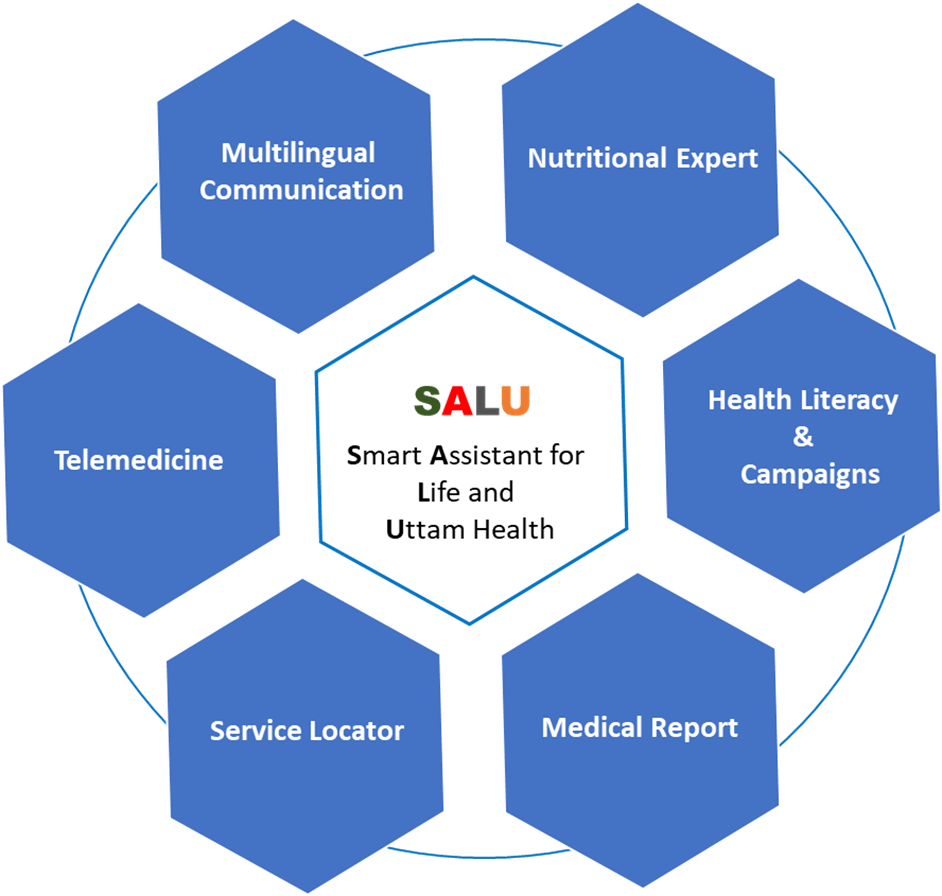 Multilingual
Communication
Nutritional Expert
Telemedicine
SALU
Smart Assistant for
Life and
Uttam Health
Health Literacy
&
Campaigns
Service Locator
Medical Report